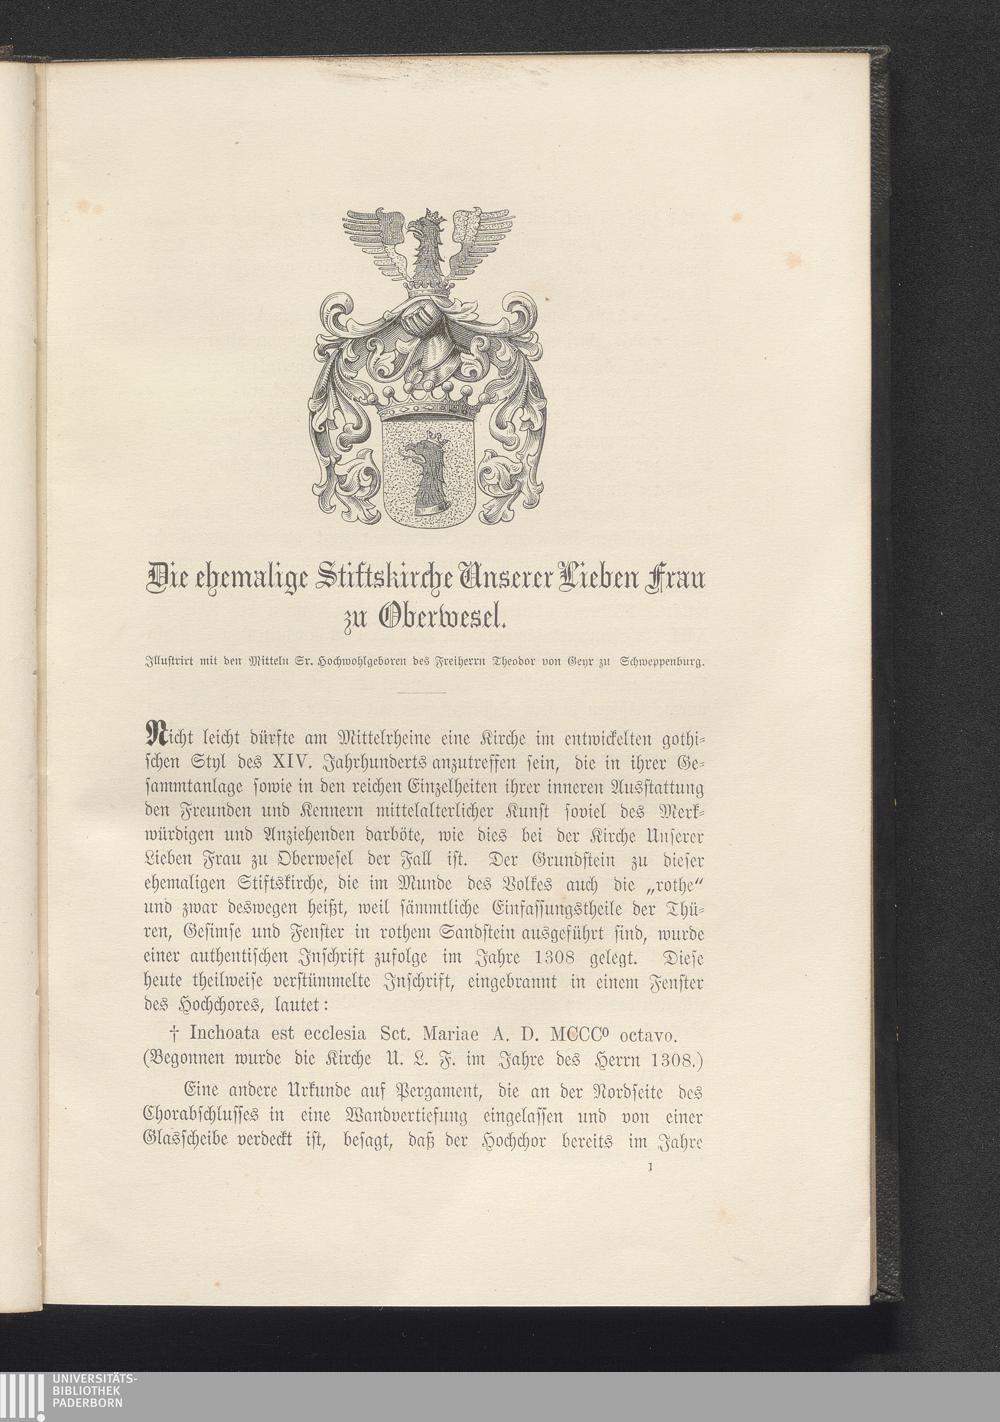 Die ehemalige Stiftskirche Unserer Lieben Frau
zu Oberwesel.
Illustrirt mit den Mitteln Sr. Hochwohlgeboren des Freiherrn Theodor von Geyr zu Schweppenburg.
Nicht leicht dürfte am Mittelrheine eine Kirche im entwickelten gothi-
schen Styl des XIV. Jahrhunderts anzutreffen sein, die in ihrer Ge-
sammtanlage sowie in den reichen Einzelheiten ihrer inneren Ausstattung
den Freunden und Kennern mittelalterlicher Kunst soviel des Merk-
würdigen und Anziehenden darböte, wie dies bei der Kirche Unserer
Lieben Frau zu Oberwesel der Fall ist. Der Grundstein zu dieser
ehemaligen Stiftskirche, die im Munde des Volkes auch die „rothe“
und zwar deswegen heißt, weil sämmtliche Einfassungstheile der Thü-
ren, Gesimse und Fenster in rothem Sandstein ausgeführt sind, wurde
einer authentischen Inschrift zufolge im Jahre 1308 gelegt. Diese
heute theilweise verstümmelte Inschrift, eingebrannt in einem Fenster
des Hochchores, lautet:
† Inchoata est ecclesia Sct. Mariae A. D. MCCCº octavo.
(Begonnen wurde die Kirche U. L. F. im Jahre des Herrn 1308.)
Eine andere Urkunde auf Pergament, die an der Nordseite des
Chorabschlusses in eine Wandvertiefung eingelassen und von einer
Glasscheibe verdeckt ist, besagt, daß der Hochchor bereits im Jahre
1
UNIVERSITÄTS-
BIBLIOTHEK
PADERBORN